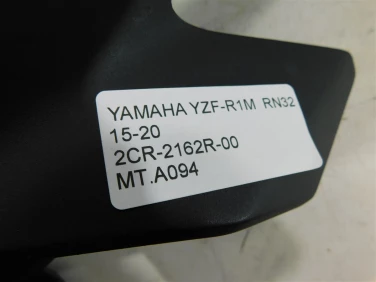 YAMAHA YZF-R1M RN32
15-20
2CR-2162R-00
MT.A094